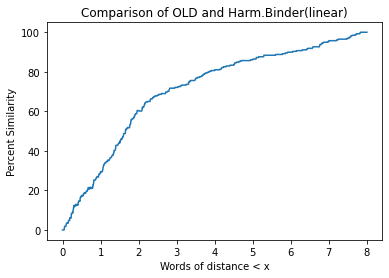 Comparison of OLD and Harm.Binder(linear)
Percent Similarity
100
80
60
40
20
0
0 1 2 3 4 5 6 7 8
Words of distance < x